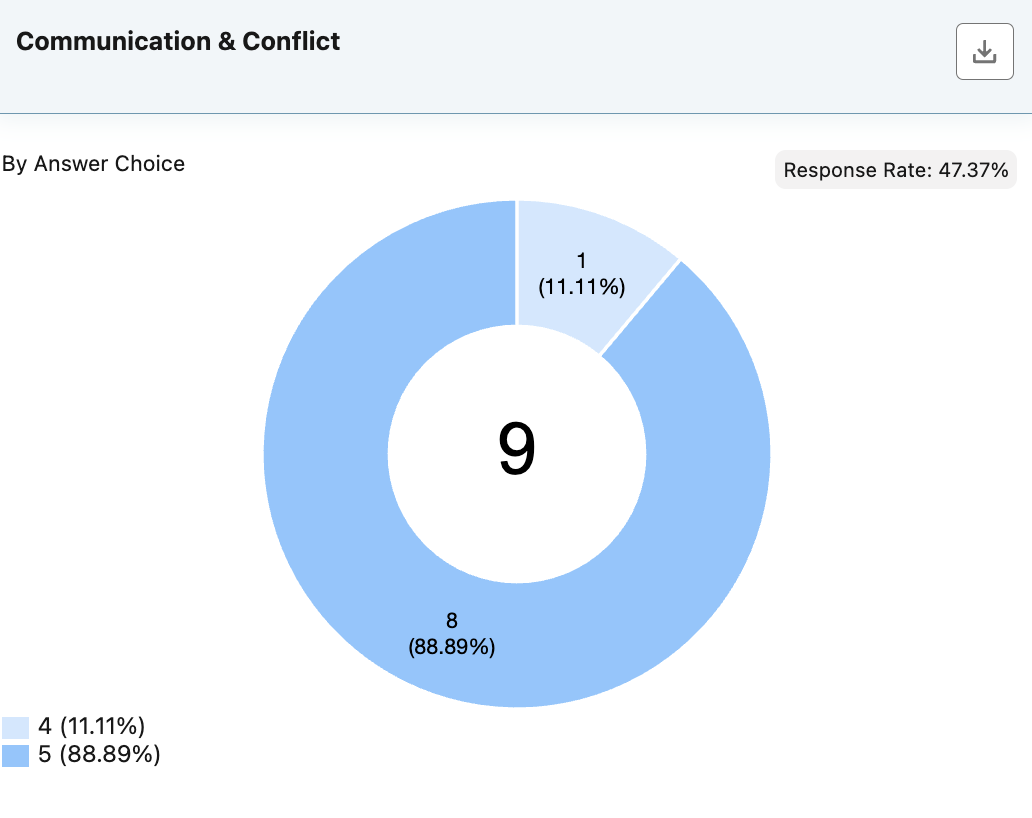 Communication & Conflict
By Answer Choice
Response Rate: 47.37%
1
(11.11%)
9
8
(88.89%)
4 (11.11%)
5 (88.89%)